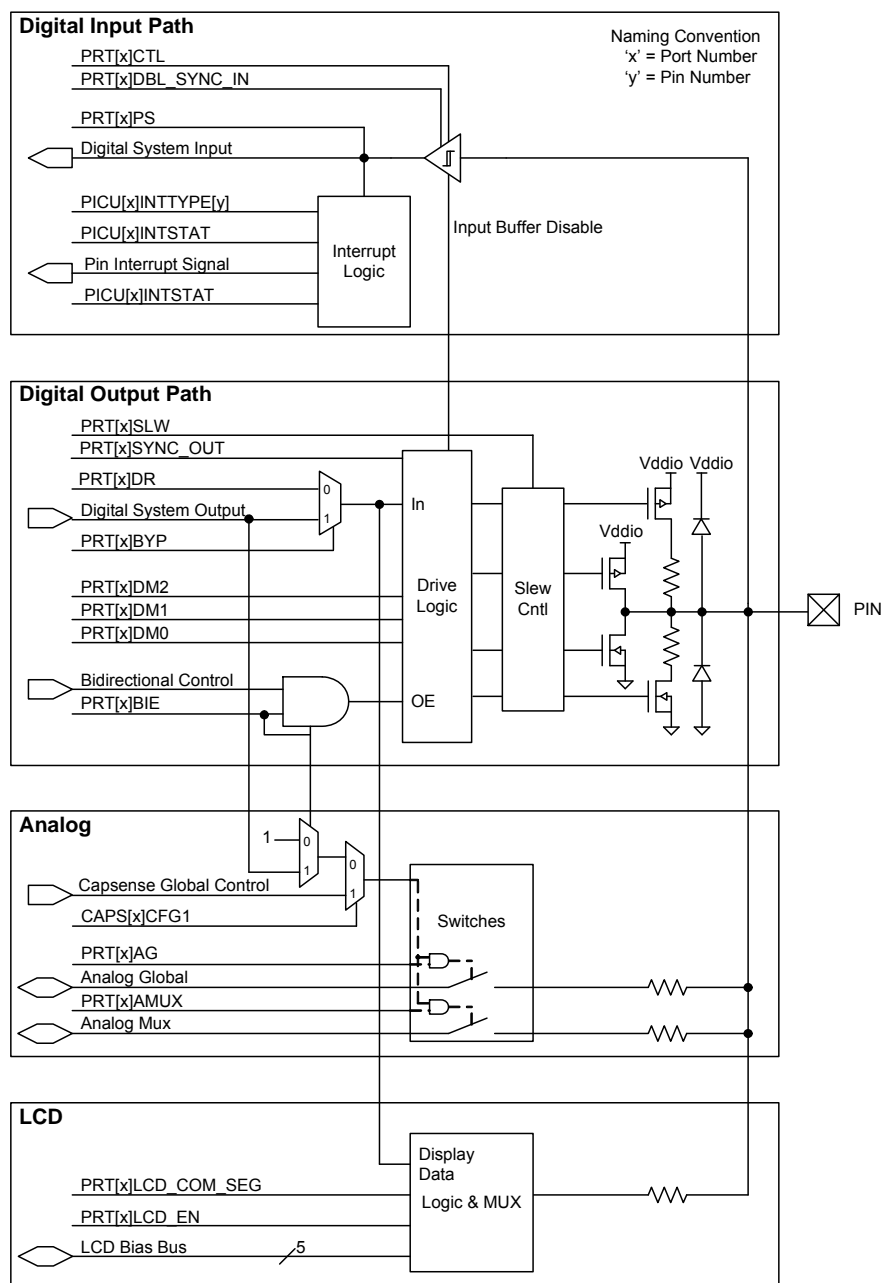 Digital Input Path
Naming Convention
'x' = Port Number
'y' = Pin Number
PRT[x]CTL
PRT[x]DBL_SYNC_IN
PRT[x]PS
Digital System Input
PICU[x]INTTYPE[y]
PICU[x]INTSTAT
Pin Interrupt Signal
PICU[x]INTSTAT
Interrupt
Logic
Input Buffer Disable
Digital Output Path
PRT[x]SLW
PRT[x]SYNC_OUT
PRT[x]DR
Digital System Output
PRT[x]BYP
0
1
PRT[x]DM2
PRT[x]DM1
PRT[x]DM0
Bidirectional Control
PRT[x]BIE
In
Drive
Logic
OE
Slew
Cntl
Vddio
Vddio
Vddio
PIN
Analog
1
0
1
0
1
Capsense Global Control
CAPS[x]CFG1
Switches
PRT[x]AG
Analog Global
PRT[x]AMUX
Analog Mux
LCD
Display
Data
Logic & MUX
PRT[x]LCD_COM_SEG
PRT[x]LCD_EN
LCD Bias Bus
5